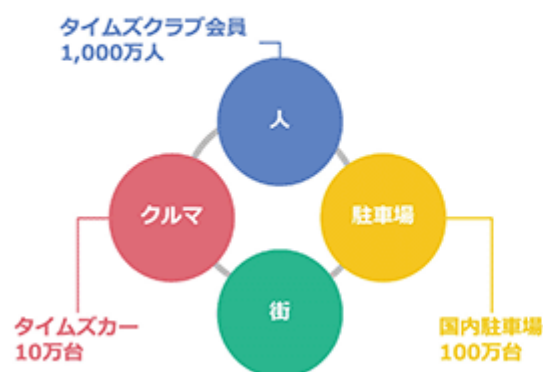 タイムズクラブ会員
1,000万人
人
クルマ
駐車場
街
タイムズカー
10万台
国内駐車場
100万台